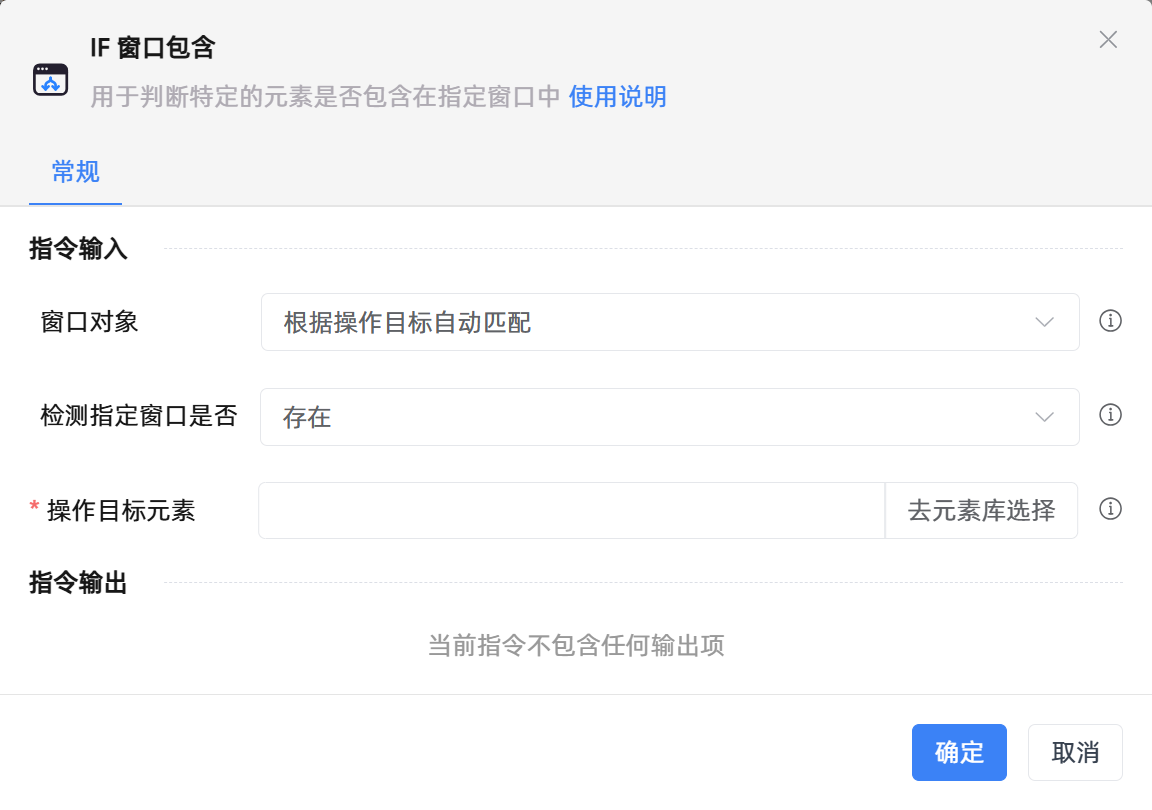 IF 窗口包含
用于判断特定的元素是否包含在指定窗口中 使用说明
常规
指令输入
窗口对象 根据操作目标自动匹配
检测指定窗口是否 存在
* 操作目标元素 去元素库选择
指令输出
当前指令不包含任何输出项
确定 取消